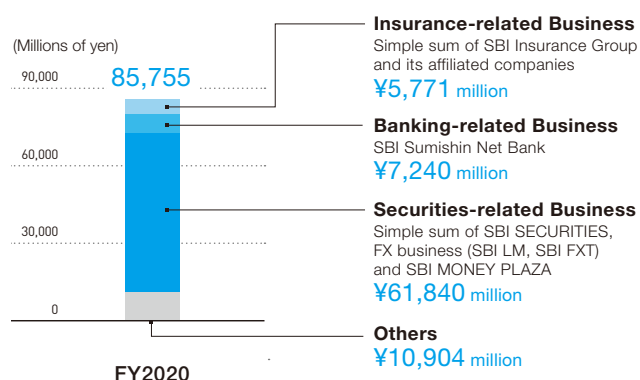 (Millions of yen)
90,000
85,755
60,000
30,000
0
FY2020
Insurance-related Business
Simple sum of SBI Insurance Group
and its affiliated companies
¥5,771 million
Banking-related Business
SBI Sumishin Net Bank
¥7,240 million
Securities-related Business
Simple sum of SBI SECURITIES,
FX business (SBI LM, SBI FXT)
and SBI MONEY PLAZA
¥61,840 million
Others
¥10,904 million